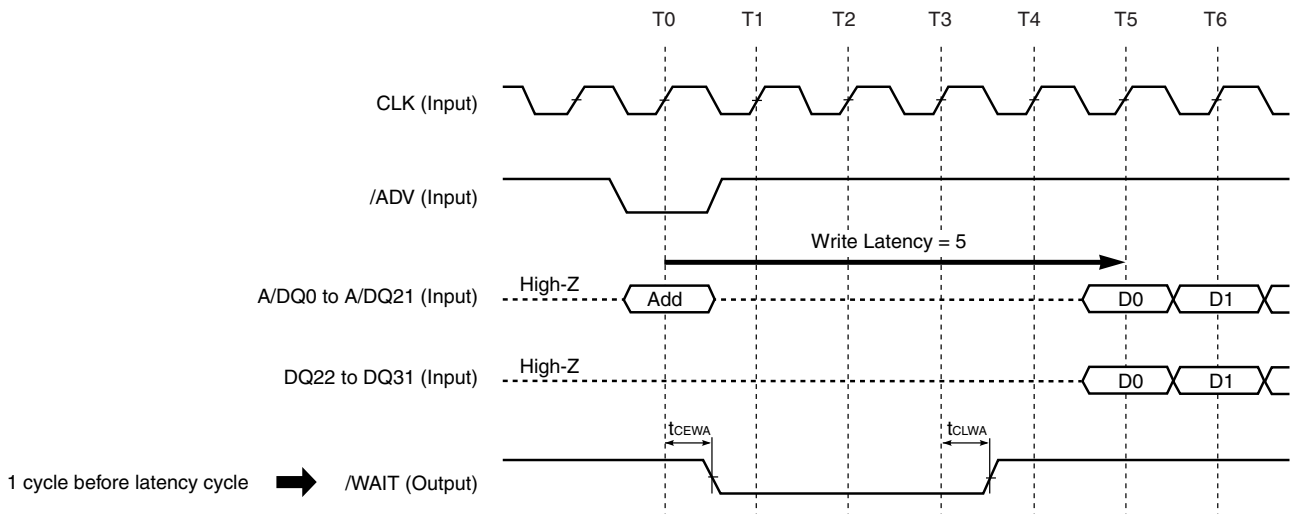 T0 T1 T2 T3 T4 T5 T6
CLK (Input)
/ADV (Input)
Write Latency = 5
A/DQ0 to A/DQ21 (Input) High-Z Add D0 D1
DQ22 to DQ31 (Input) High-Z D0 D1
tCEWA tCLWA
1 cycle before latency cycle /WAIT (Output)